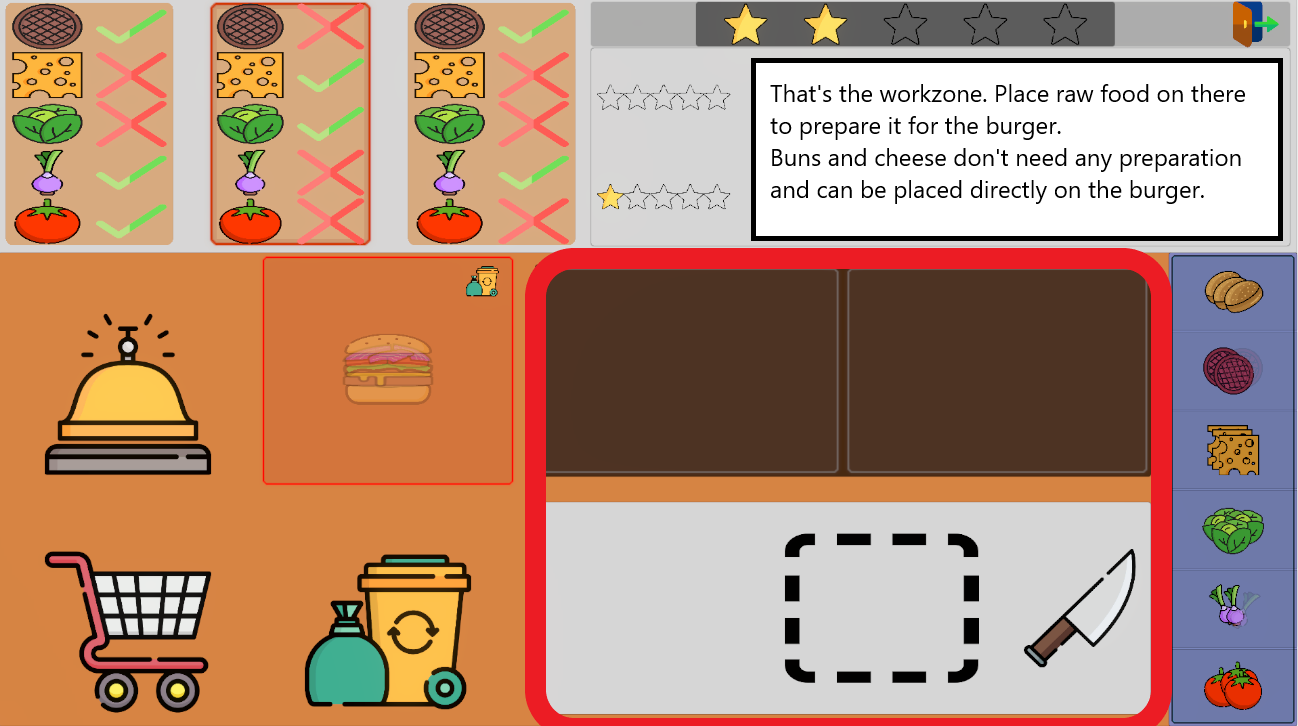 That's the workzone. Place raw food on there
to prepare it for the burger.
Buns and cheese don't need any preparation
and can be placed directly on the burger.